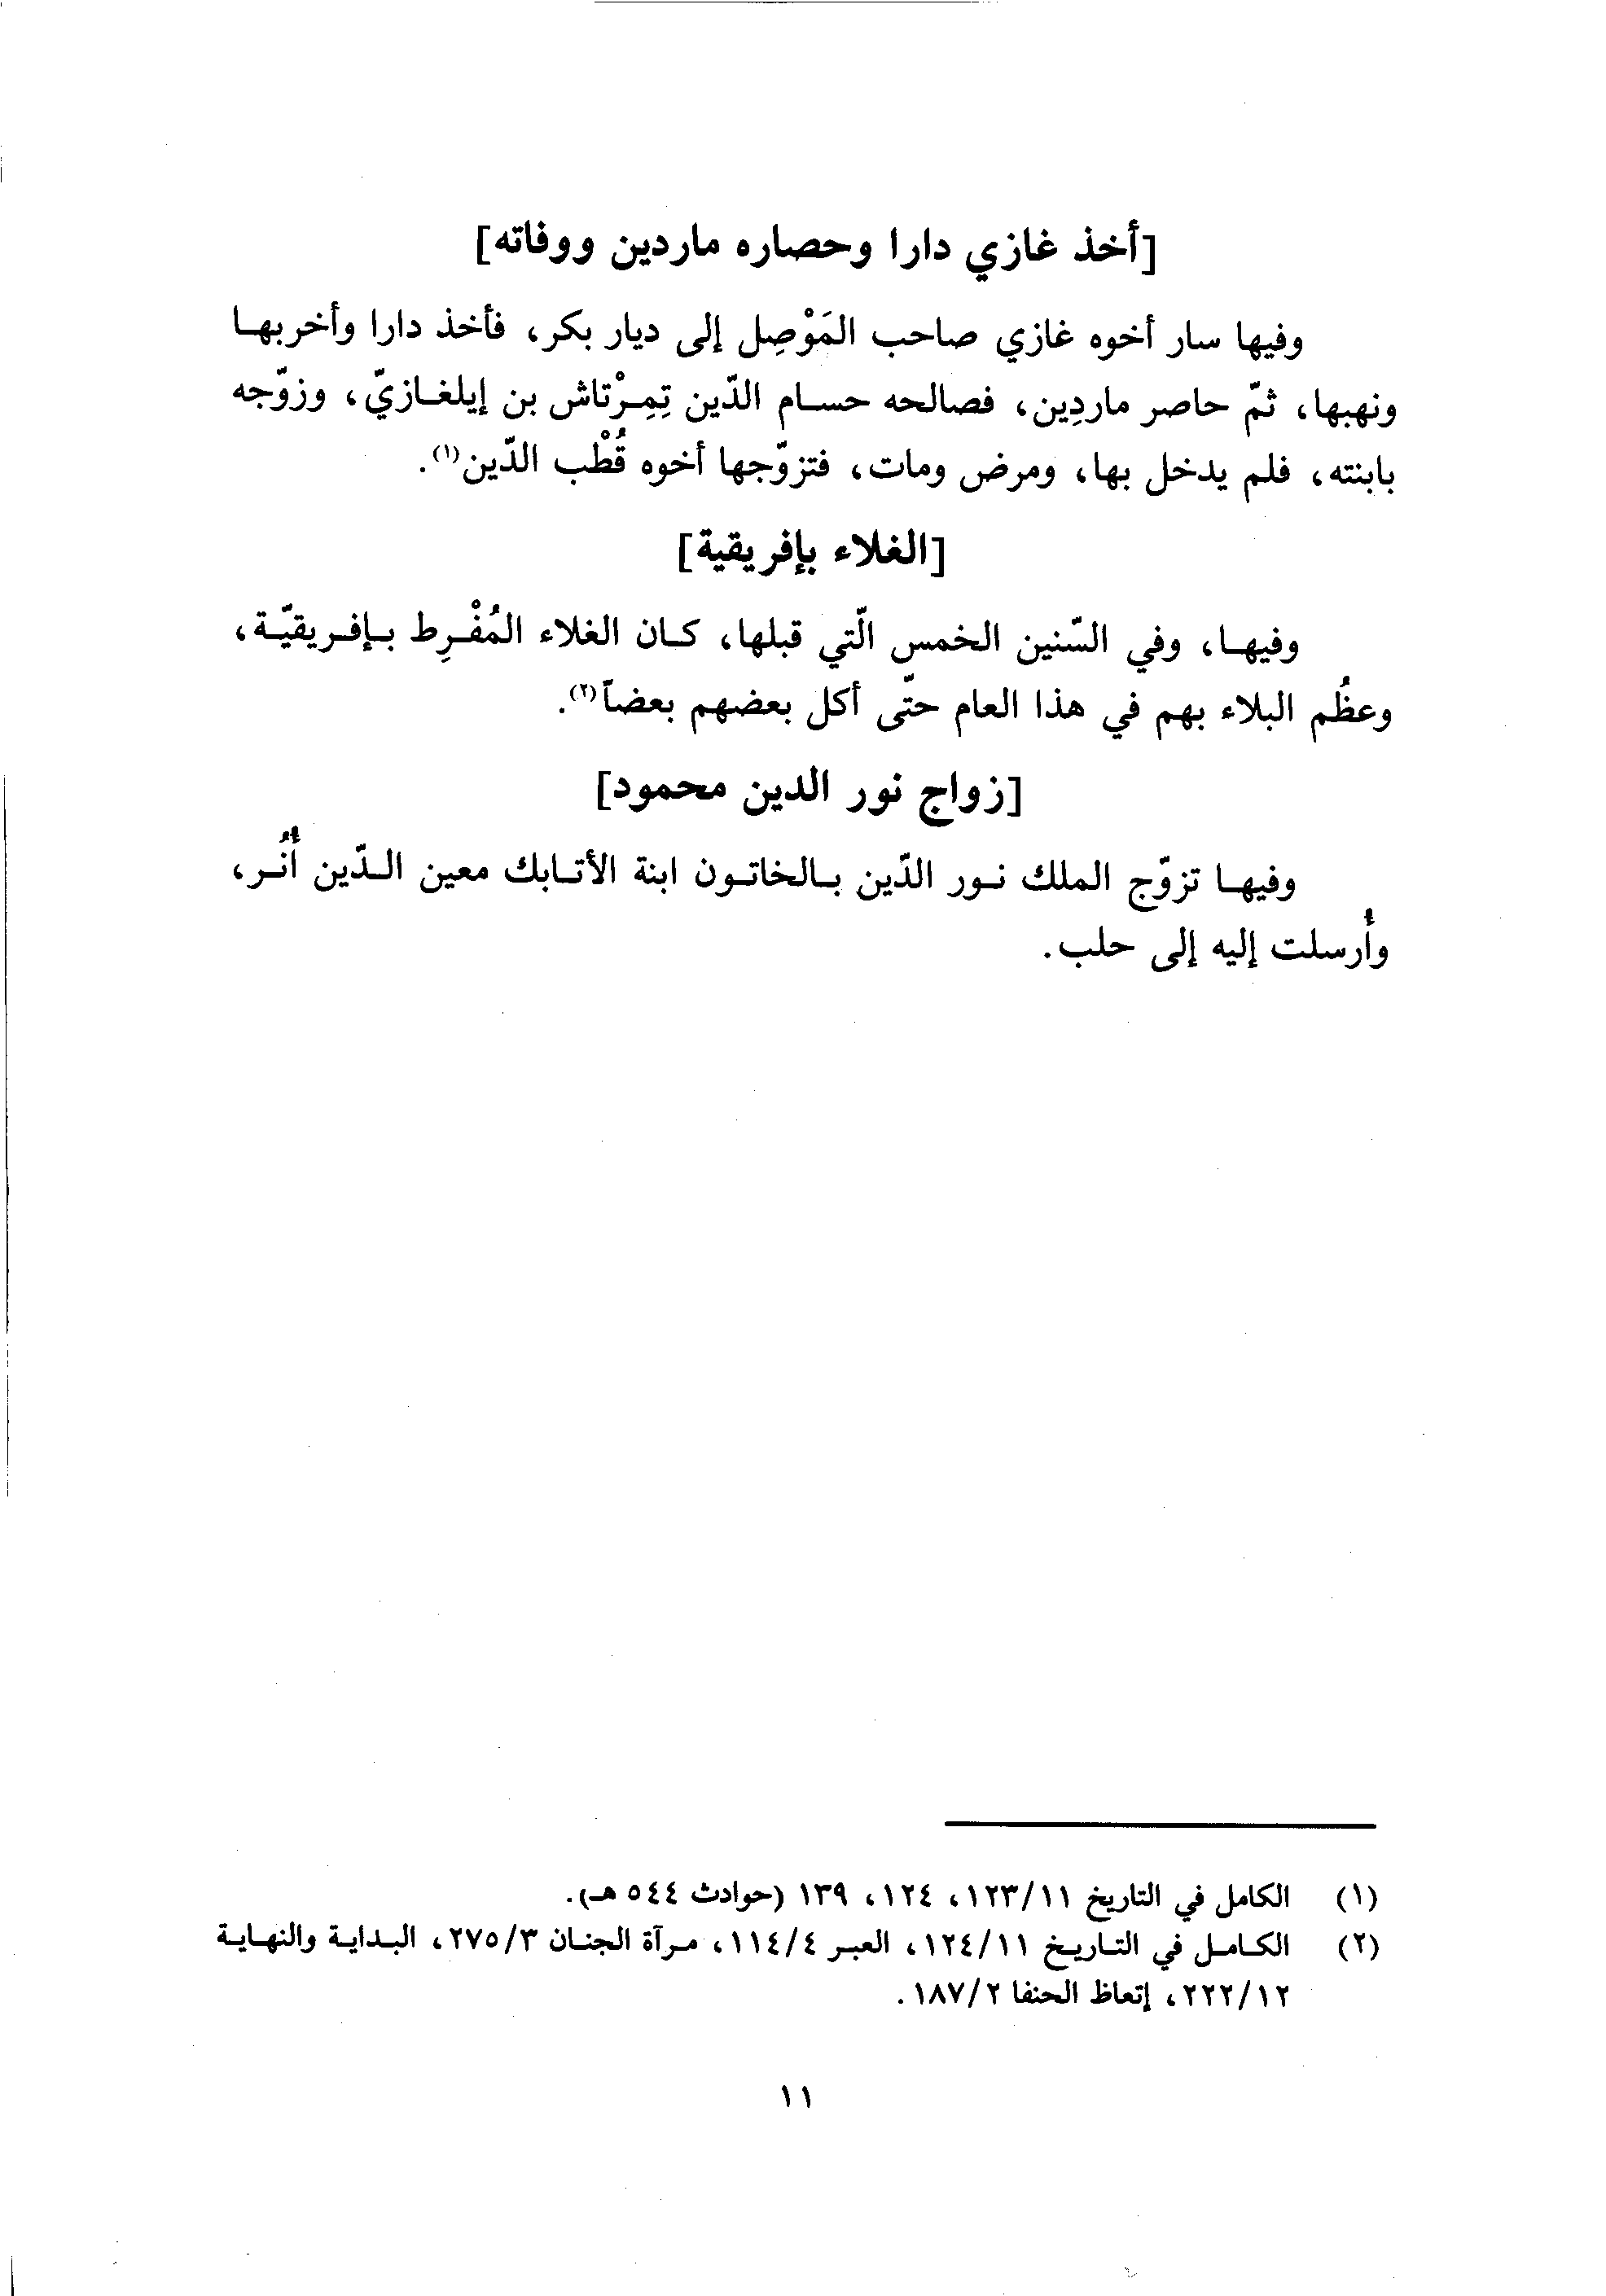 [أخذ غازي دارا وحصاره ماردين ووفاته]
وفيها سار أخوه غازي صاحب المَوْصِل إلى ديار بكر، فأخذ دارا وأخربها
ونهبها، ثمّ حاصر مارِدِين، فصالحه حسام الدّين تِمِرْتاش بن إيلغازيّ، وزوّجه
بابنته، فلم يدخل بها، ومرض ومات، فتزوّجها أخوه قُطْب الدّين(١).
[الغلاء بإفريقية]
وفيها، وفي السّنين الخمس الّتي قبلها، كان الغلاء المُفْرِط بإفريقيّة،
وعظُم البلاء بهم في هذا العام حتّى أكل بعضهم بعضاً(٢).
[زواج نور الدين محمود]
وفيها تزوّج الملك نور الدّين بالخاتون ابنة الأتابك معين الدّين أُنُر،
وأُرسلت إليه إلى حلب.
(١) الكامل في التاريخ ١٢٣/١١، ١٢٤، ١٣٩ (حوادث ٥٤٤ هـ).
(٢) الكامل في التاريخ ١٢٤/١١، العبر ١١٤/٤، مرآة الجنان ٢٧٥/٣، البداية والنهاية
٢٢٢/١٢، إتعاظ الحنفا ١٨٧/٢.
١١